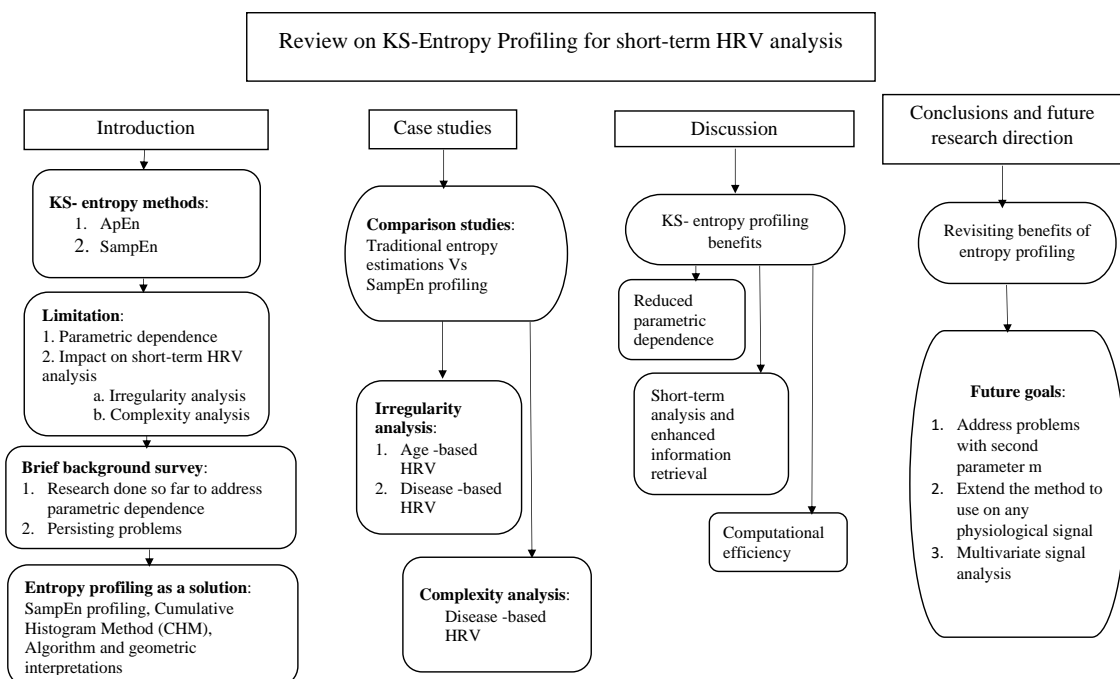 Review on KS-Entropy Profiling for short-term HRV analysis
Introduction
KS- entropy methods:
1. ApEn
2. SampEn
Limitation:
1. Parametric dependence
2. Impact on short-term HRV
analysis
a. Irregularity analysis
b. Complexity analysis
Brief background survey:
1. Research done so far to address
parametric dependence
2. Persisting problems
Entropy profiling as a solution:
SampEn profiling, Cumulative
Histogram Method (CHM),
Algorithm and geometric
interpretations
Case studies
Comparison studies:
Traditional entropy
estimations Vs
SampEn profiling
Irregularity
analysis:
1. Age -based
HRV
2. Disease -based
HRV
Complexity analysis:
Disease -based
HRV
Discussion
KS- entropy profiling
benefits
Reduced
parametric
dependence
Short-term
analysis and
enhanced
information
retrieval
Computational
efficiency
Conclusions and future
research direction
Revisiting benefits of
entropy profiling
Future goals:
1. Address problems
with second
parameter m
2. Extend the method to
use on any
physiological signal
3. Multivariate signal
analysis